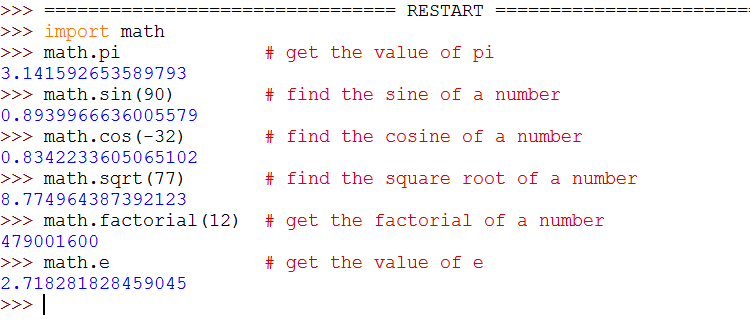 >>> ================================ RESTART ========================
>>> import math
>>> math.pi # get the value of pi
3.141592653589793
>>> math.sin(90) # find the sine of a number
0.8939966636005579
>>> math.cos(-32) # find the cosine of a number
0.8342233605065102
>>> math.sqrt(77) # find the square root of a number
8.774964387392123
>>> math.factorial(12) # get the factorial of a number
479001600
>>> math.e # get the value of e
2.718281828459045
>>>